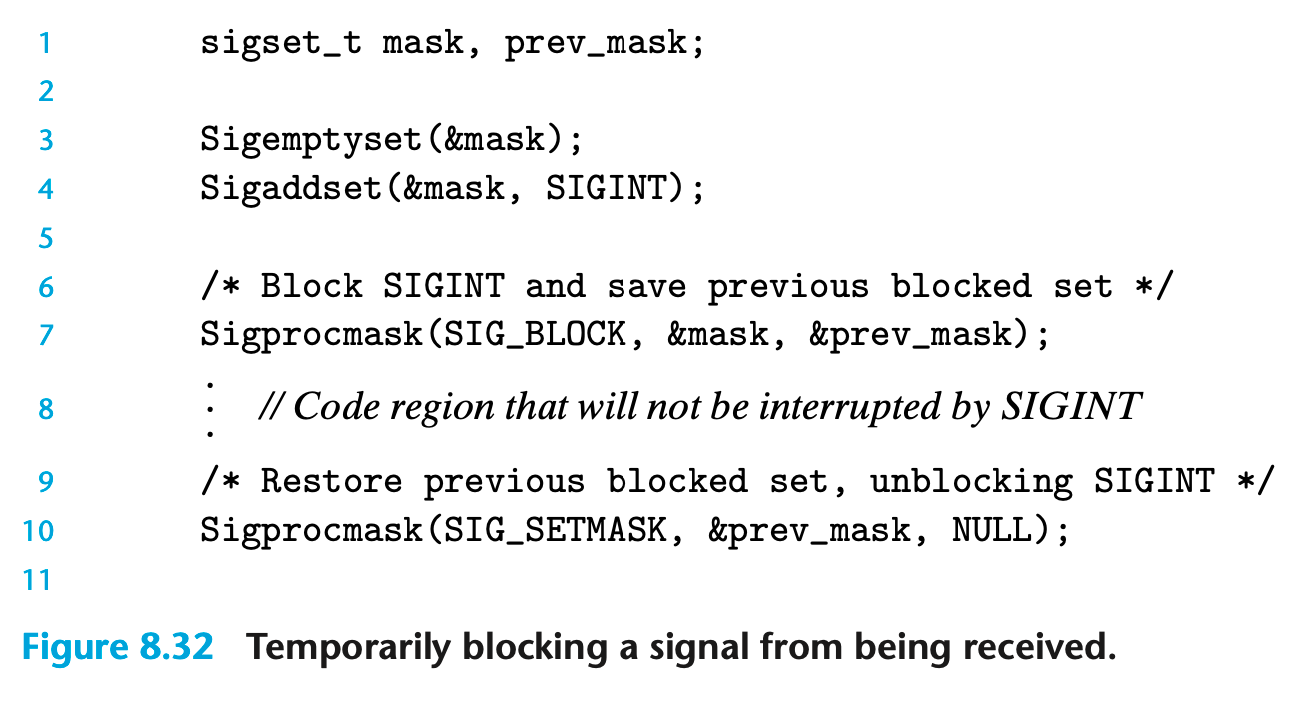 1 sigset_t mask, prev_mask;
2
3 Sigemptyset(&mask);
4 Sigaddset(&mask, SIGINT);
5
6 /* Block SIGINT and save previous blocked set */
7 Sigprocmask(SIG_BLOCK, &mask, &prev_mask);
8 ⋮ // Code region that will not be interrupted by SIGINT
9 /* Restore previous blocked set, unblocking SIGINT */
10 Sigprocmask(SIG_SETMASK, &prev_mask, NULL);
11
Figure 8.32 Temporarily blocking a signal from being received.